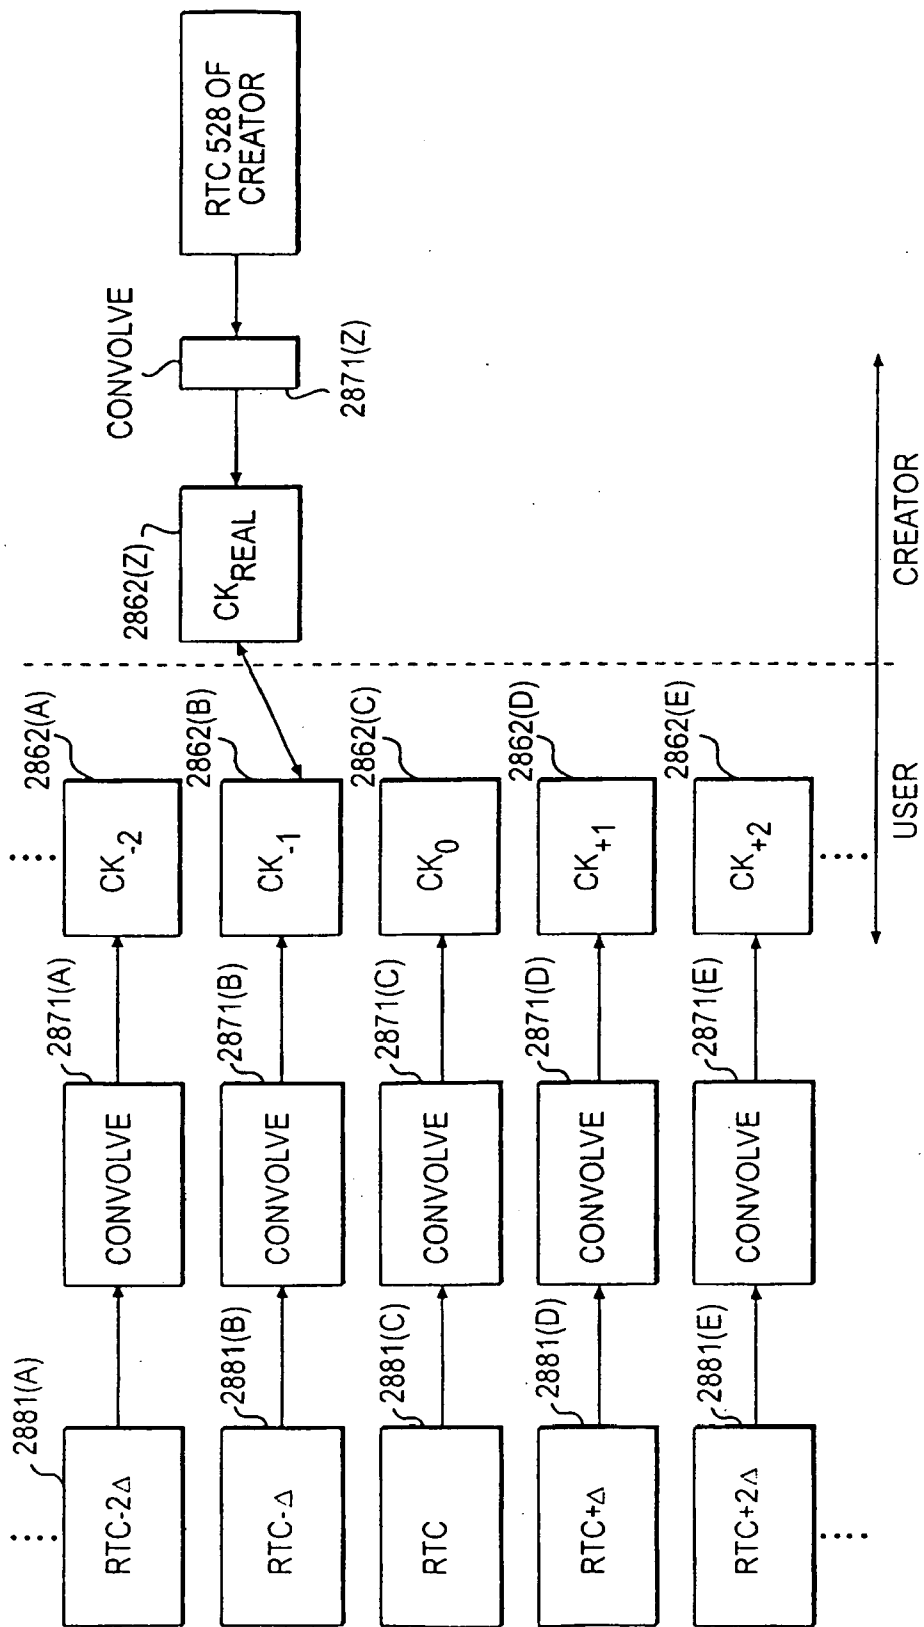 2881(A)
RTC-2Δ
CONVOLVE
2871(A)
CK-2
2862(A)
2881(B)
RTC-Δ
CONVOLVE
2871(B)
CK-1
2862(B)
2881(C)
RTC
CONVOLVE
2871(C)
CK0
2862(C)
2881(D)
RTC+Δ
CONVOLVE
2871(D)
CK+1
2862(D)
2881(E)
RTC+2Δ
CONVOLVE
2871(E)
CK+2
2862(E)
2862(Z)
CKREAL
CONVOLVE
2871(Z)
RTC 528 OF
CREATOR
USER
CREATOR